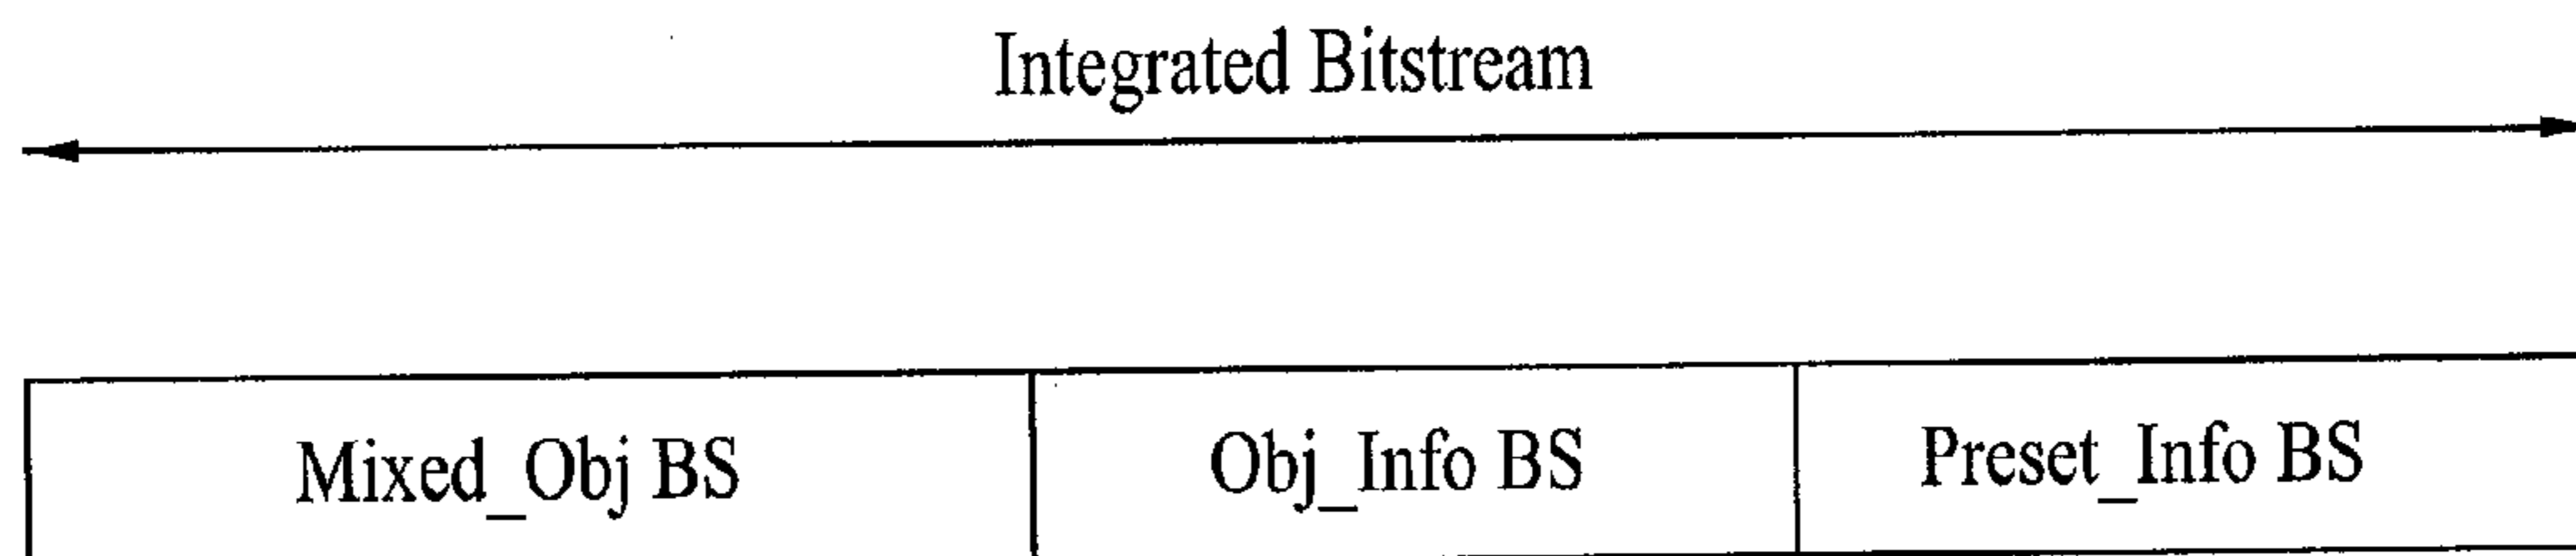 Integrated Bitstream
Mixed_Obj BS Obj_Info BS Preset_Info BS